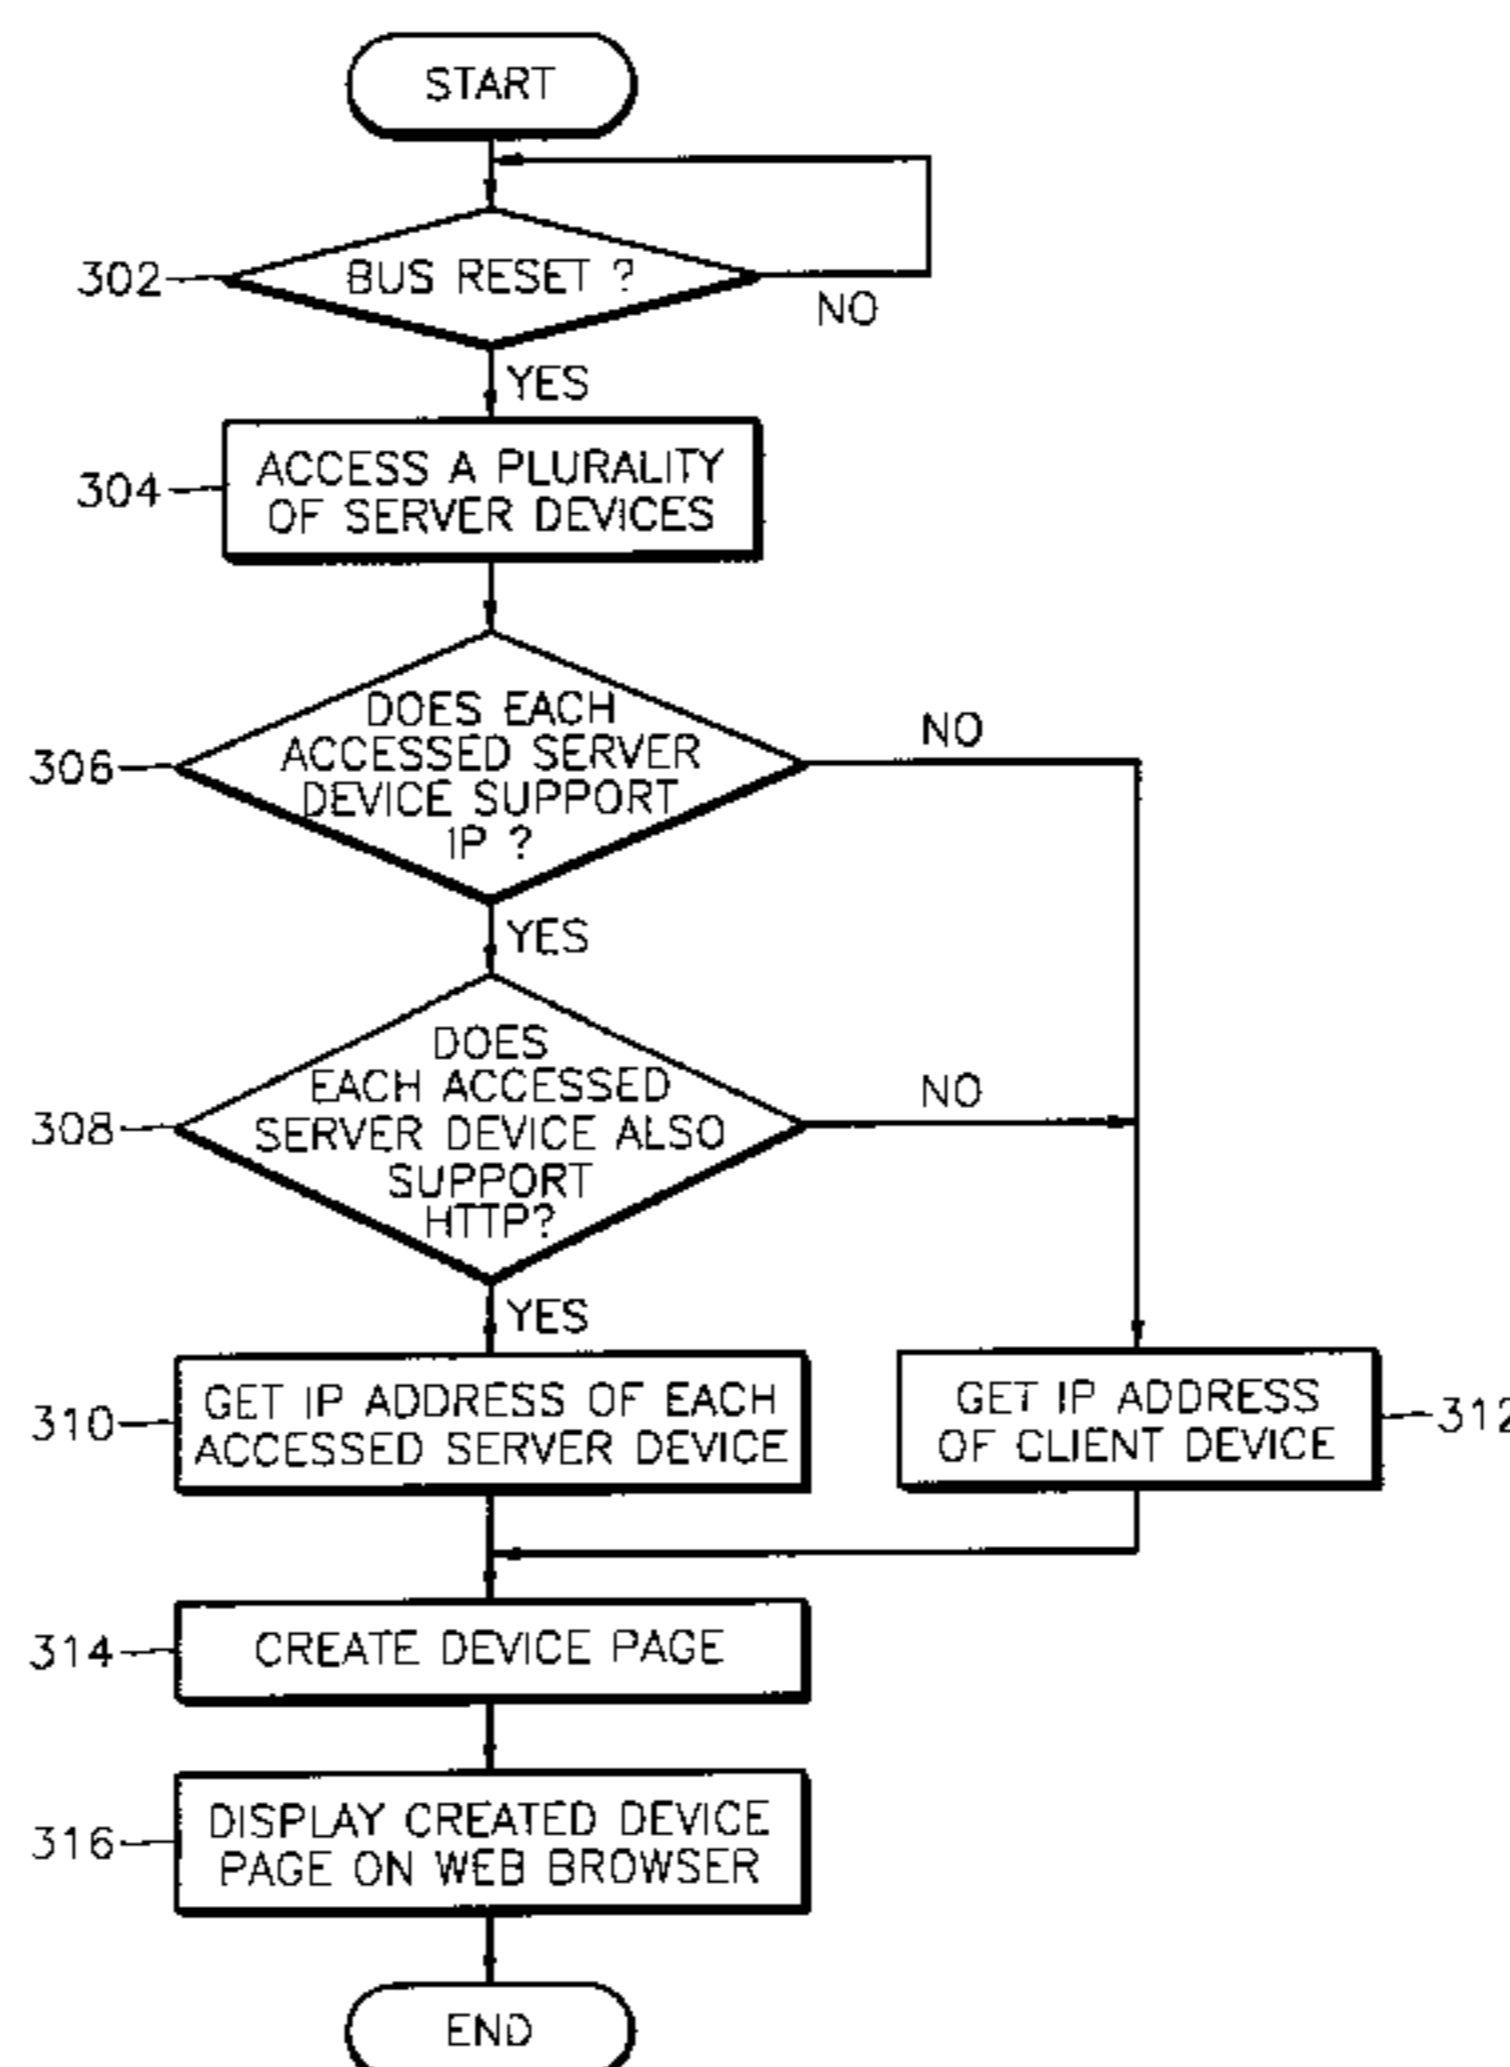 START
302
BUS RESET ?
NO
YES
304
ACCESS A PLURALITY
OF SERVER DEVICES
306
DOES EACH
ACCESSED SERVER
DEVICE SUPPORT
IP ?
NO
YES
308
DOES
EACH ACCESSED
SERVER DEVICE ALSO
SUPPORT
HTTP?
NO
YES
310
GET IP ADDRESS OF EACH
ACCESSED SERVER DEVICE
GET IP ADDRESS
OF CLIENT DEVICE
312
314
CREATE DEVICE PAGE
316
DISPLAY CREATED DEVICE
PAGE ON WEB BROWSER
END